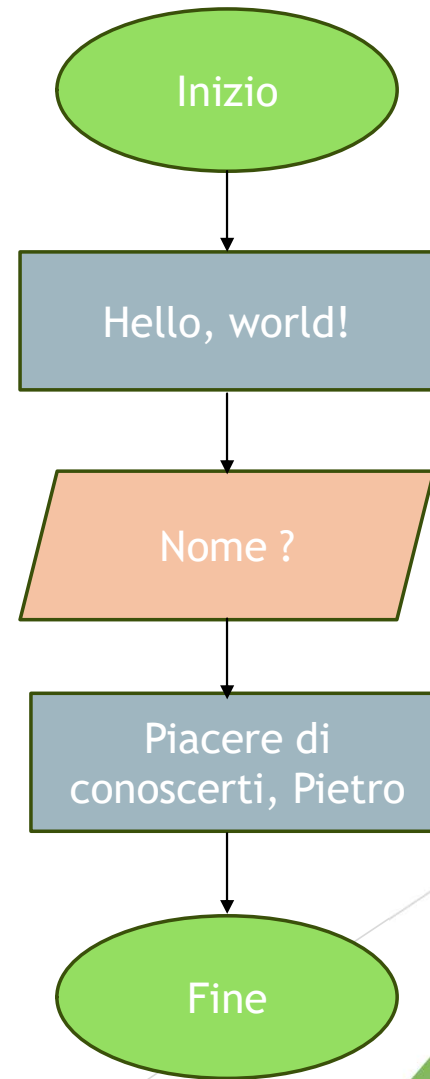 Inizio
Hello, world!
Nome ?
Piacere di
conoscerti, Pietro
Fine